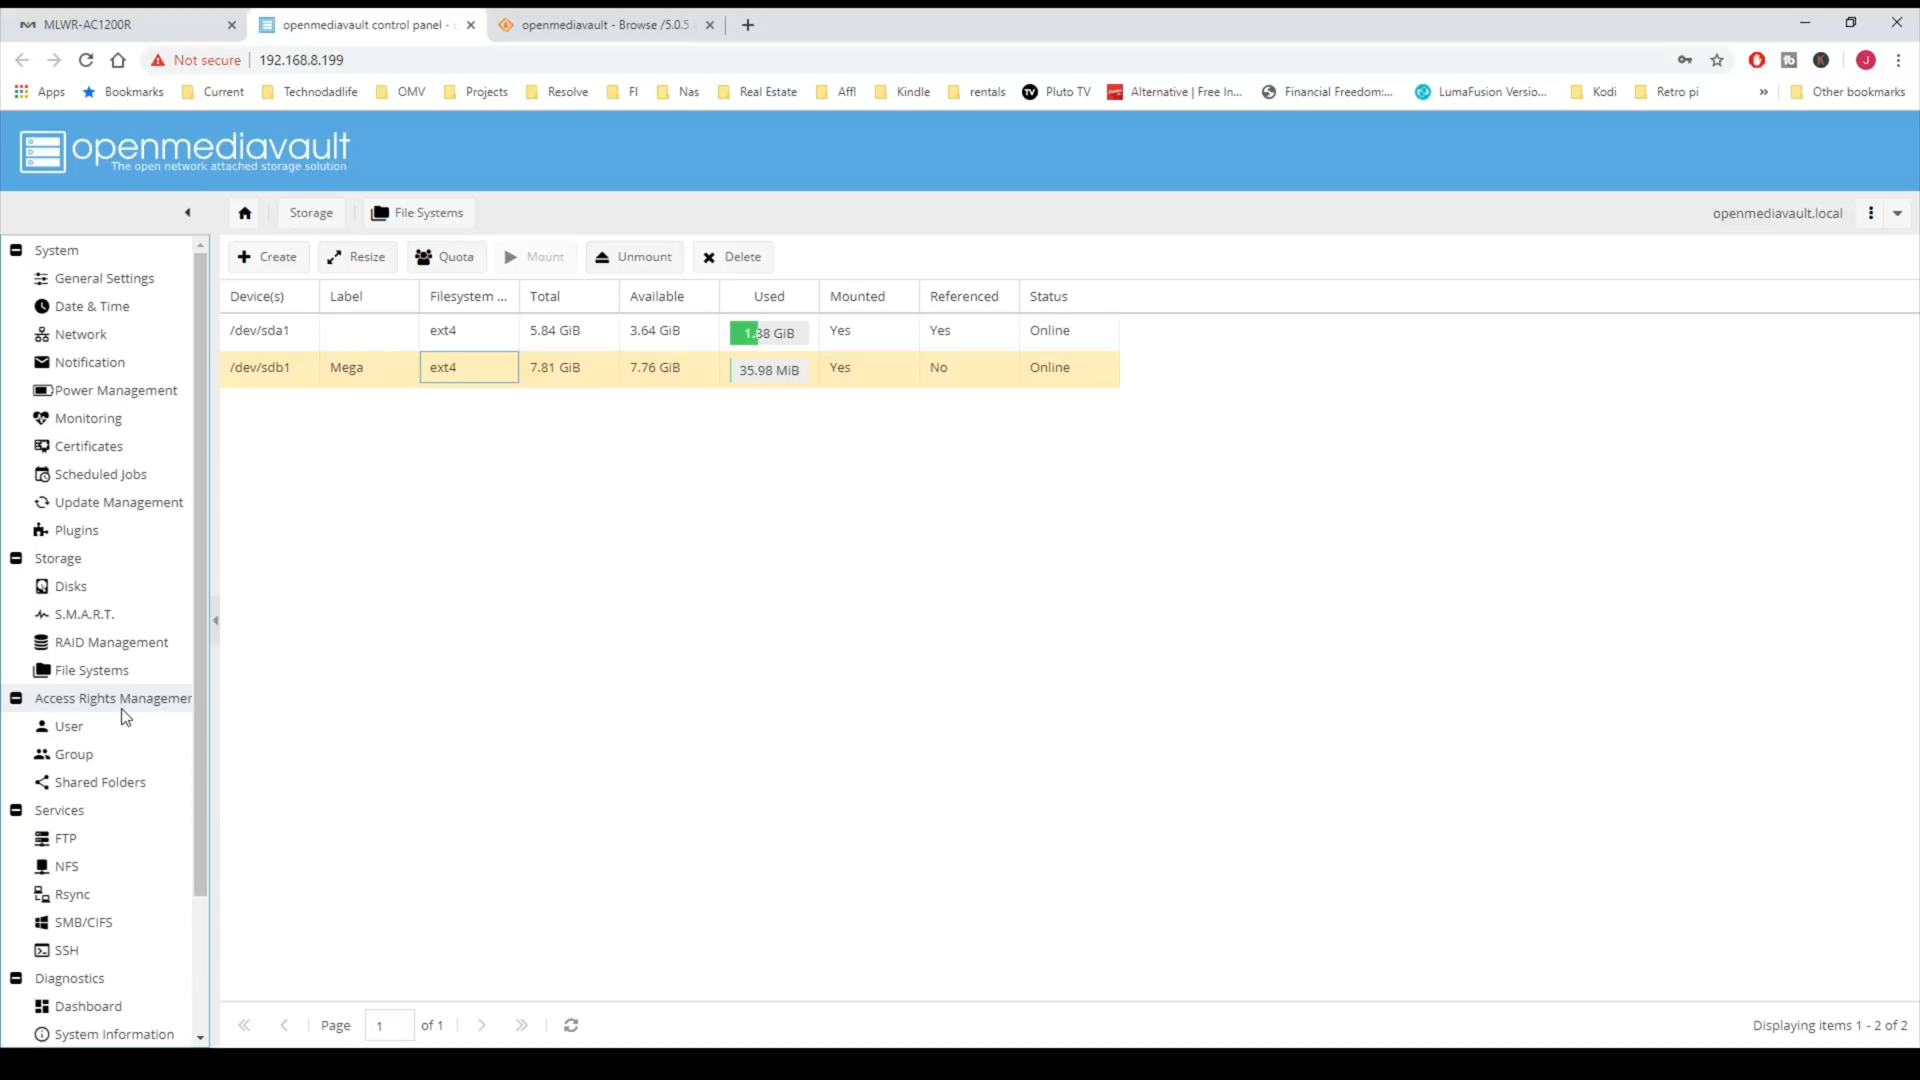 MLWR-AC1200R
openmediavault control panel - 
openmediavault - Browse /5.0.5
Not secure
192.168.8.199
Apps
Bookmarks
Current
Technodadlife
OMV
Projects
Resolve
FI
Nas
Real Estate
Affl
Kindle
rentals
Pluto TV
Alternative | Free In...
Financial Freedom:...
LumaFusion Versio...
Kodi
Retro pi
»
Other bookmarks
openmediavault
The open network attached storage solution
Storage
File Systems
openmediavault.local
System
General Settings
Date & Time
Network
Notification
Power Management
Monitoring
Certificates
Scheduled Jobs
Update Management
Plugins
Storage
Disks
S.M.A.R.T.
RAID Management
File Systems
Access Rights Managemer
User
Group
Shared Folders
Services
FTP
NFS
Rsync
SMB/CIFS
SSH
Diagnostics
Dashboard
System Information
Create
Resize
Quota
Mount
Unmount
Delete
Device(s) Label Filesystem ... Total Available Used Mounted Referenced Status
/dev/sda1 ext4 5.84 GiB 3.64 GiB 1.38 GiB Yes Yes Online
/dev/sdb1 Mega ext4 7.81 GiB 7.76 GiB 35.98 MiB Yes No Online
Page 1 of 1
Displaying items 1 - 2 of 2